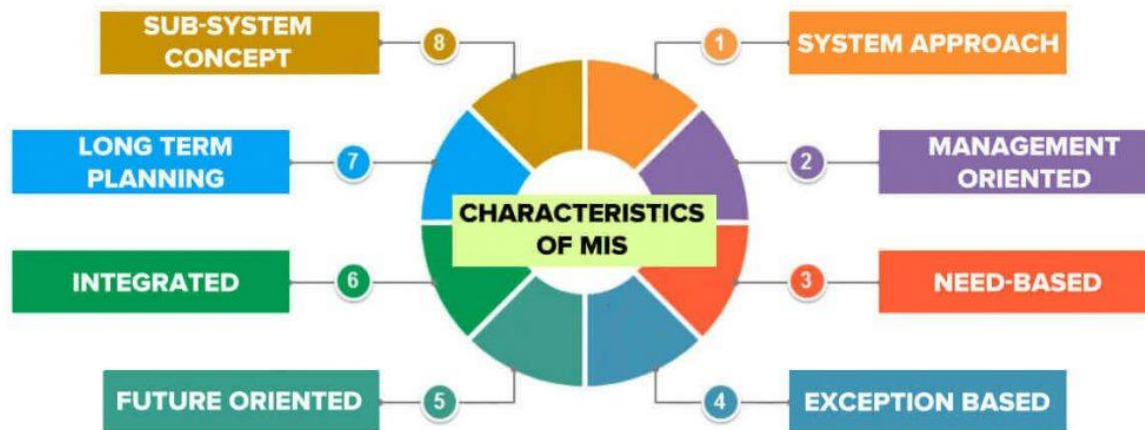 CHARACTERISTICS
OF MIS
1
SYSTEM APPROACH
2
MANAGEMENT
ORIENTED
3
NEED-BASED
4
EXCEPTION BASED
5
FUTURE ORIENTED
6
INTEGRATED
7
LONG TERM
PLANNING
8
SUB-SYSTEM
CONCEPT